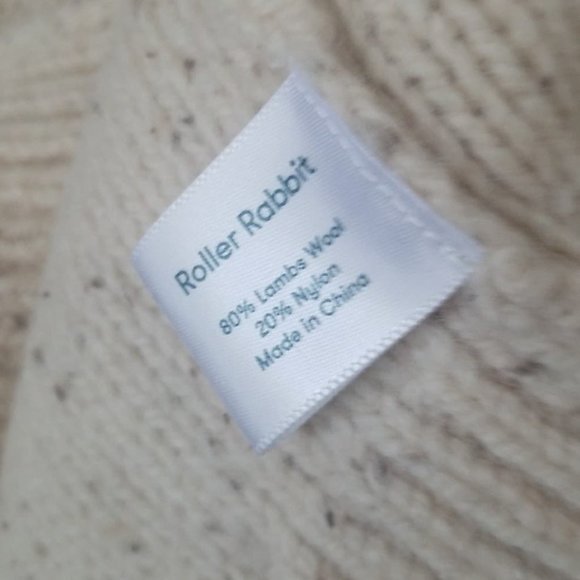 Roller Rabbit
80% Lambs Wool
20% Nylon
Made in China